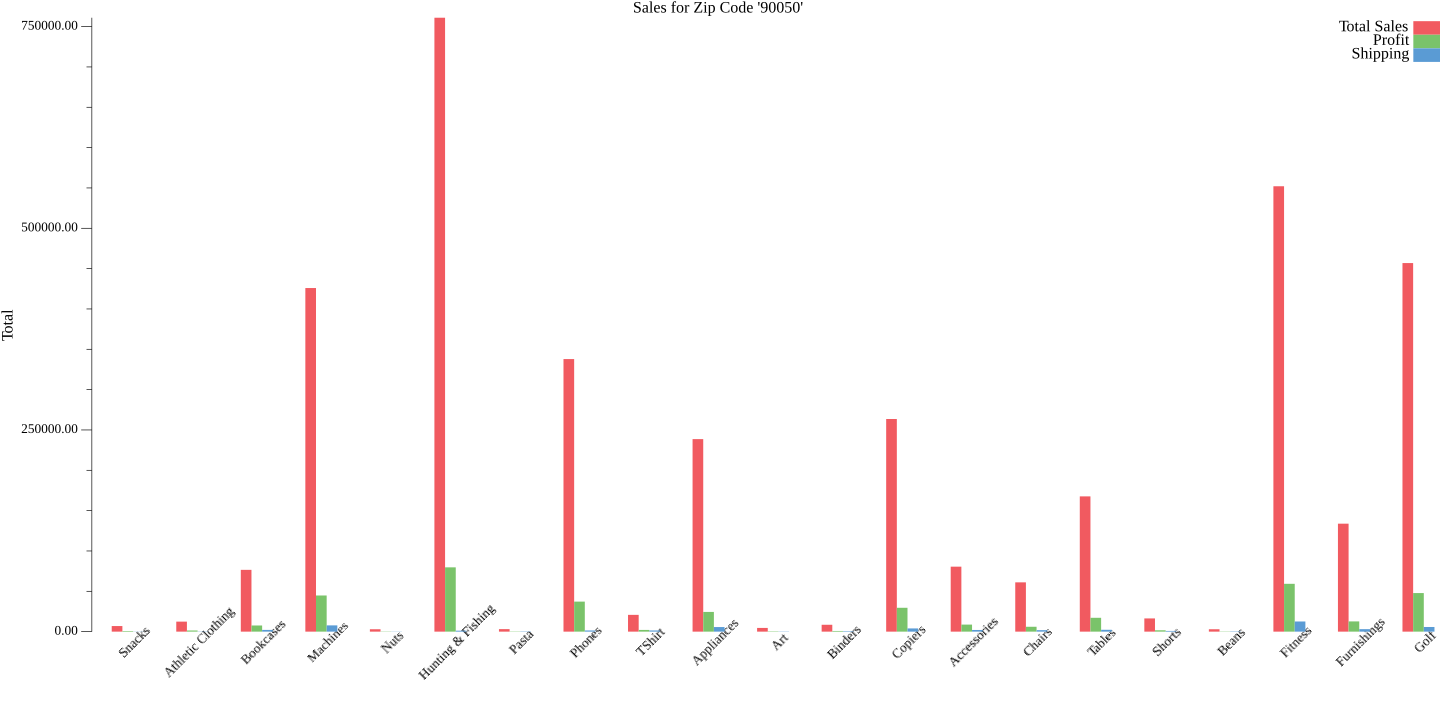 Sales for Zip Code '90050'
Total Sales
Profit
Shipping
750000.00
500000.00
250000.00
0.00
Total
Snacks
Athletic Clothing
Bookcases
Machines
Nuts
Hunting & Fishing
Pasta
Phones
TShirt
Appliances
Art
Binders
Copiers
Accessories
Chairs
Tables
Shorts
Beans
Fitness
Furnishings
Golf